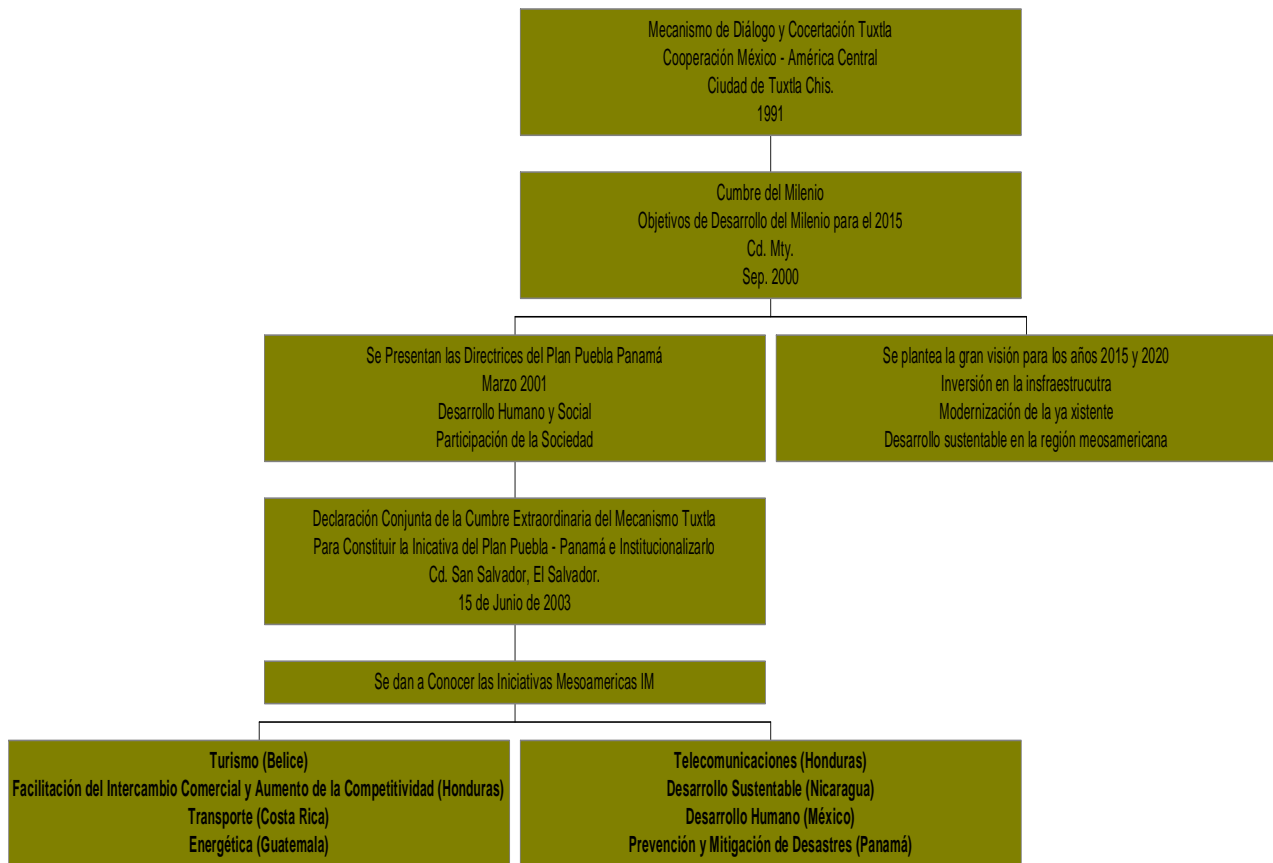 Mecanismo de Diálogo y Cocertación Tuxtla
Cooperación México - América Central
Ciudad de Tuxtla Chis.
1991
Cumbre del Milenio
Objetivos de Desarrollo del Milenio para el 2015
Cd. Mty.
Sep. 2000
Se Presentan las Directrices del Plan Puebla Panamá
Marzo 2001
Desarrollo Humano y Social
Participación de la Sociedad
Se plantea la gran visión para los años 2015 y 2020
Inversión en la insfraestrucutra
Modernización de la ya xistente
Desarrollo sustentable en la región meosamericana
Declaración Conjunta de la Cumbre Extraordinaria del Mecanismo Tuxtla
Para Constituir la Inicativa del Plan Puebla - Panamá e Institucionalizarlo
Cd. San Salvador, El Salvador.
15 de Junio de 2003
Se dan a Conocer las Iniciativas Mesoamericas IM
Turismo (Belice)
Facilitación del Intercambio Comercial y Aumento de la Competitividad (Honduras)
Transporte (Costa Rica)
Energética (Guatemala)
Telecomunicaciones (Honduras)
Desarrollo Sustentable (Nicaragua)
Desarrollo Humano (México)
Prevención y Mitigación de Desastres (Panamá)